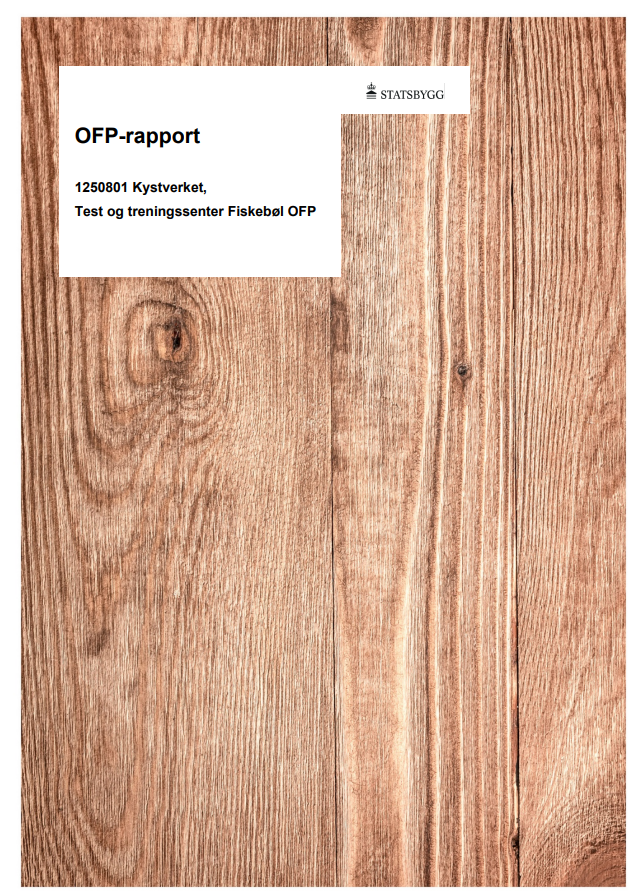 STATSBYGG
OFP-rapport
1250801 Kystverket,
Test og treningssenter Fiskebøl OFP